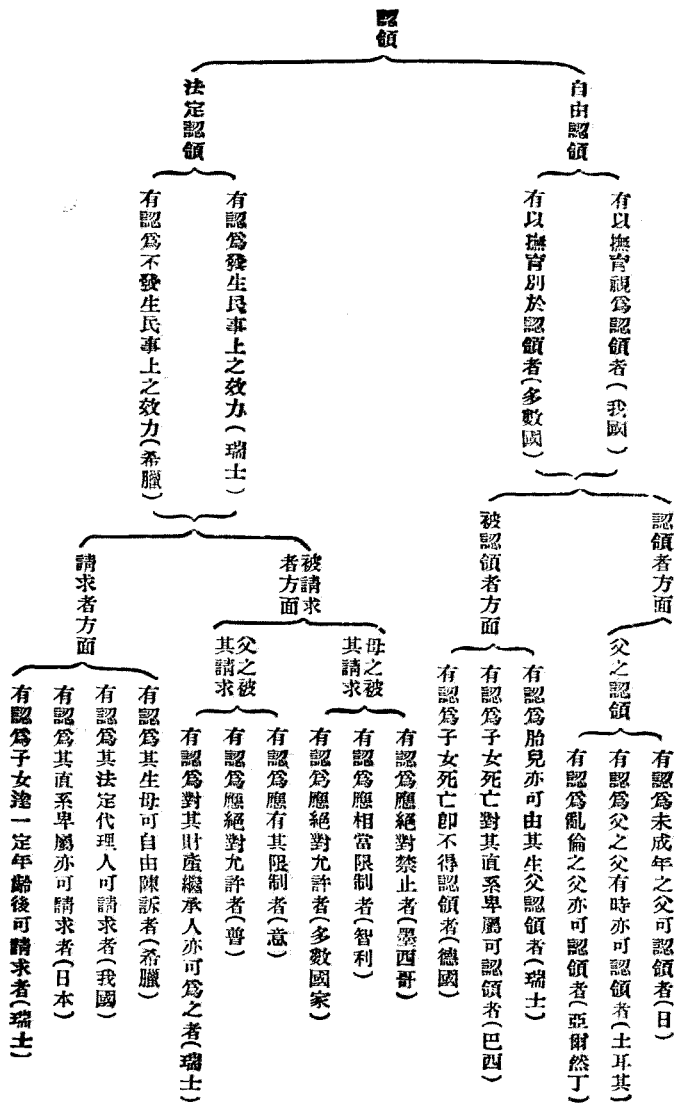 認領
自由認領
有以撫育視爲認領者(我國)
有以撫育別於認領者(多數國)
認領者方面
父之認領
有認爲未成年之父可認領者(日)
有認爲父之父有時亦可認領者(土耳其)
有認爲亂倫之父亦可認領者(亞爾然丁)
被認領者方面
有認爲胎兒亦可由其生父認領者(瑞士)
有認爲子女死亡對其直系卑屬可認領者(巴西)
有認爲子女死亡卽不得認領者(德國)
法定認領
有認爲發生民事上之效力(瑞士)
有認爲不發生民事上之效力(希臘)
被請求
者方面
母之被
其請求
有認爲應絕對禁止者(墨西哥)
有認爲應相當限制者(智利)
有認爲應絕對允許者(多數國家)
父之被
其請求
有認爲應有其限制者(意)
有認爲應絕對允許者(普)
有認爲對其財產繼承人亦可爲之者(瑞士)
請求者方面
有認爲其生母可自由陳訴者(希臘)
有認爲其法定代理人可請求者(我國)
有認爲其直系卑屬亦可請求者(日本)
有認爲子女達一定年齡後可請求者(瑞士)